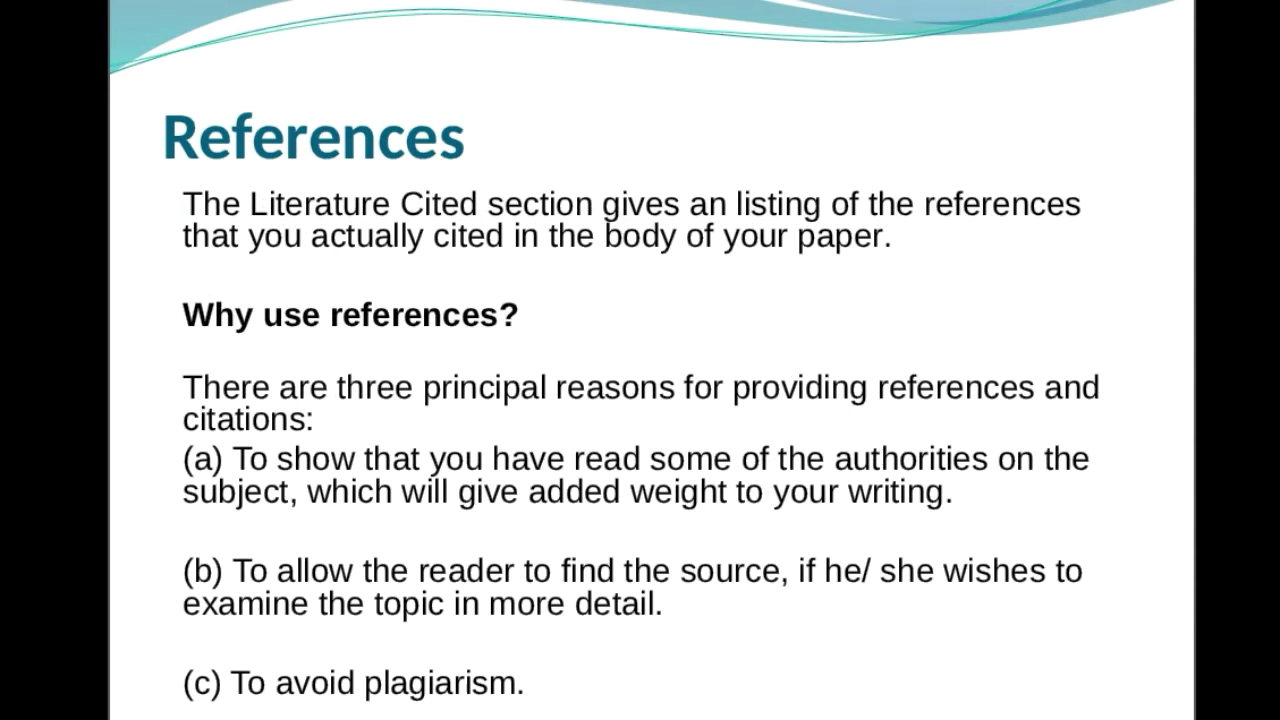 References
The Literature Cited section gives an listing of the references
that you actually cited in the body of your paper.
Why use references?
There are three principal reasons for providing references and
citations:
(a) To show that you have read some of the authorities on the
subject, which will give added weight to your writing.
(b) To allow the reader to find the source, if he/ she wishes to
examine the topic in more detail.
(c) To avoid plagiarism.